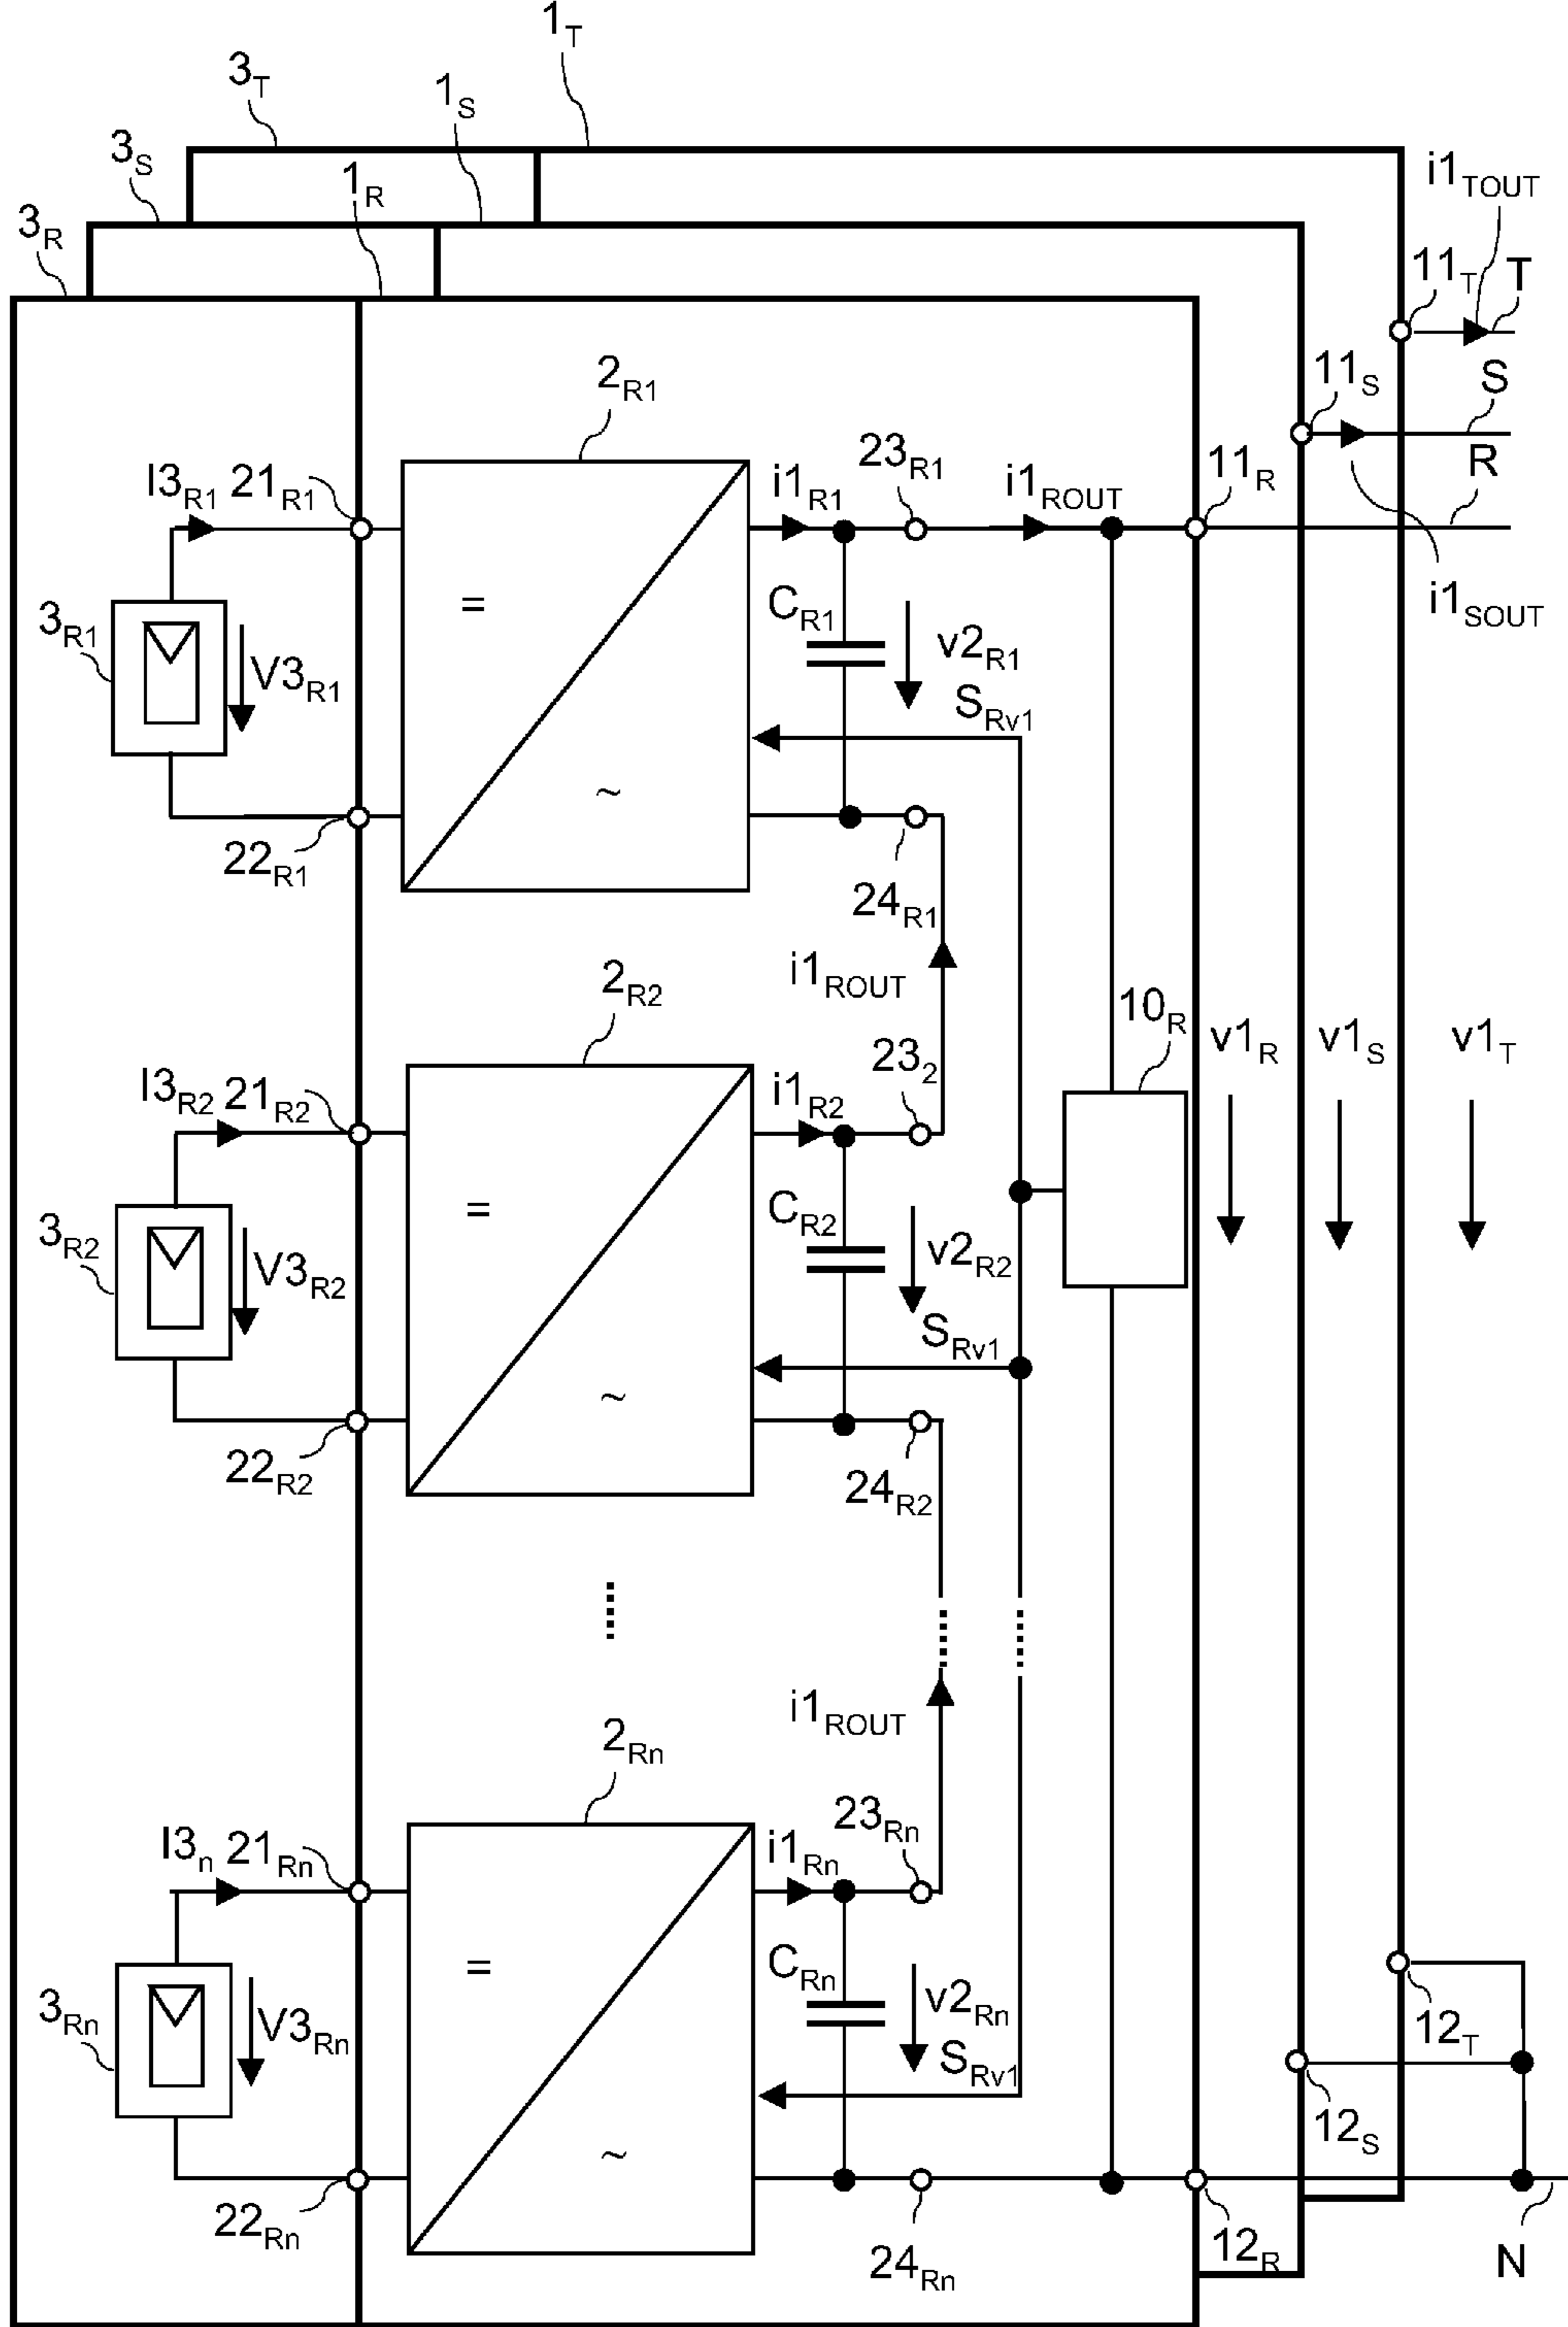 1T
3T
1S
3S
1R
3R
i1TOUT
11T
T
11S
S
2R1
R
I3R1
21R1
i1R1
23R1
i1ROUT
11R
=
CR1
i1SOUT
3R1
V3R1
v2R1
SRv1
~
22R1
24R1
i1ROUT
2R2
10R
v1R
v1S
v1T
232
I3R2
21R2
i1R2
=
CR2
3R2
V3R2
v2R2
SRv1
~
22R2
24R2
i1ROUT
2Rn
23Rn
I3n
21Rn
i1Rn
=
CRn
3Rn
V3Rn
v2Rn
SRv1
12T
12S
~
22Rn
24Rn
12R
N